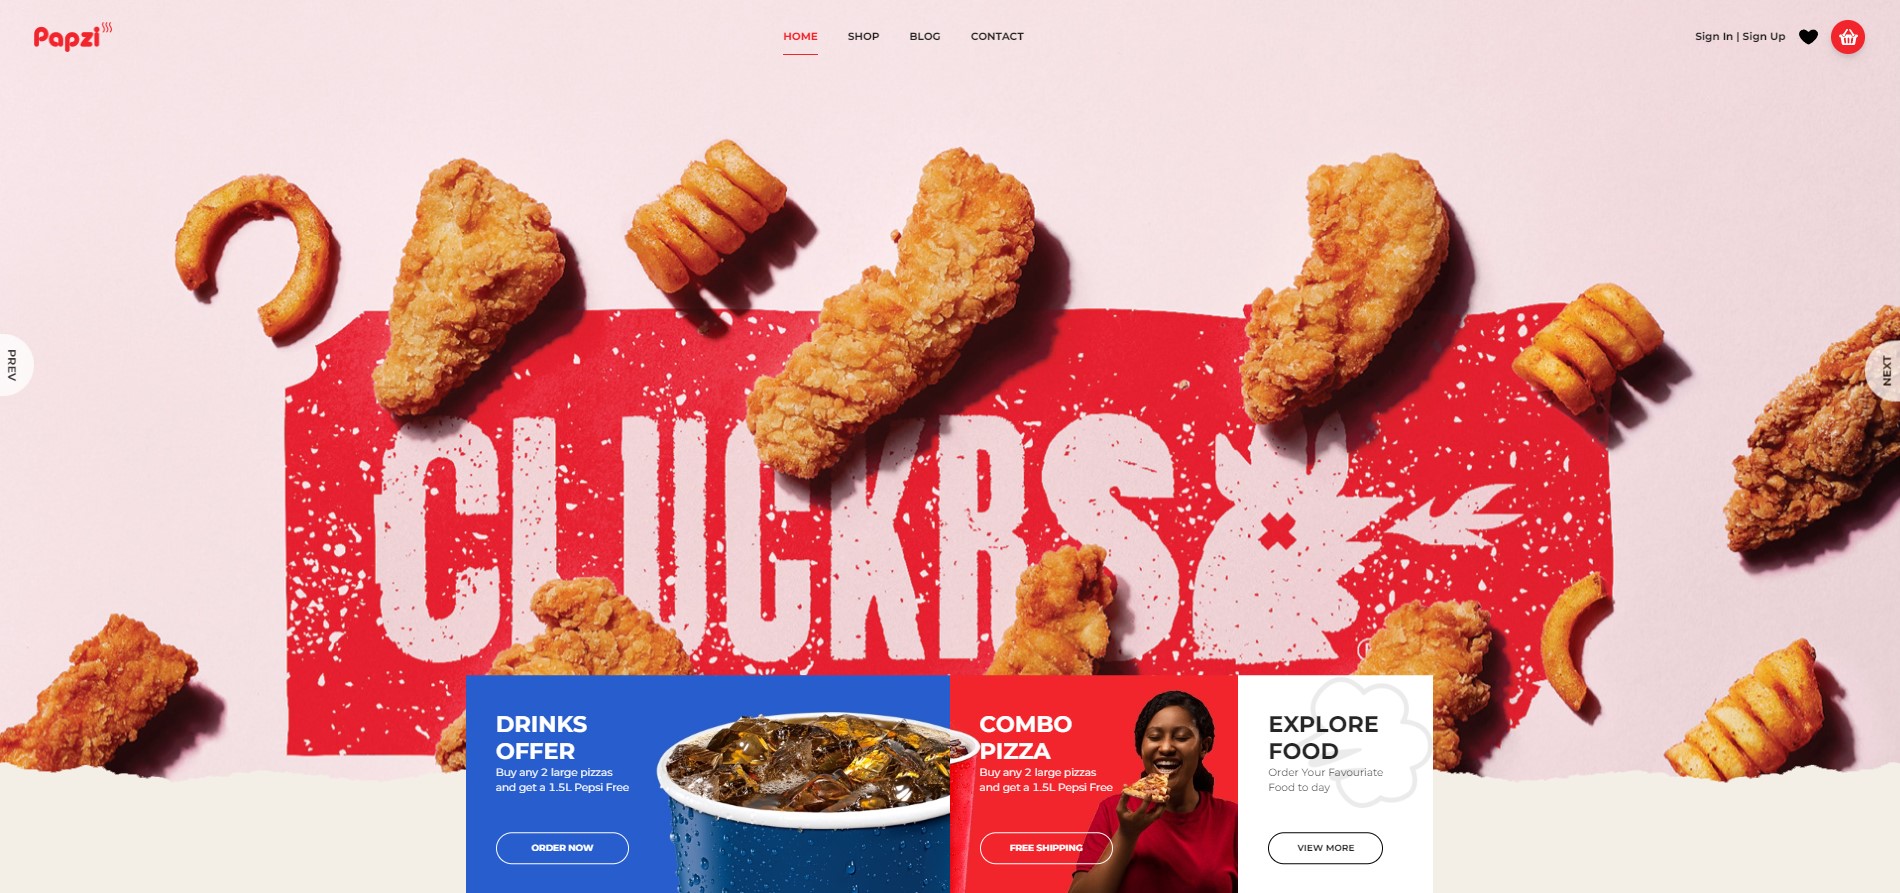 Papzi
HOME
SHOP
BLOG
CONTACT
Sign In | Sign Up
PREV
NEXT
CLUCKRS
DRINKS
OFFER
Buy any 2 large pizzas
and get a 1.5L Pepsi Free
ORDER NOW
COMBO
PIZZA
Buy any 2 large pizzas
and get a 1.5L Pepsi Free
FREE SHIPPING
EXPLORE
FOOD
Order Your Favouriate
Food to day
VIEW MORE